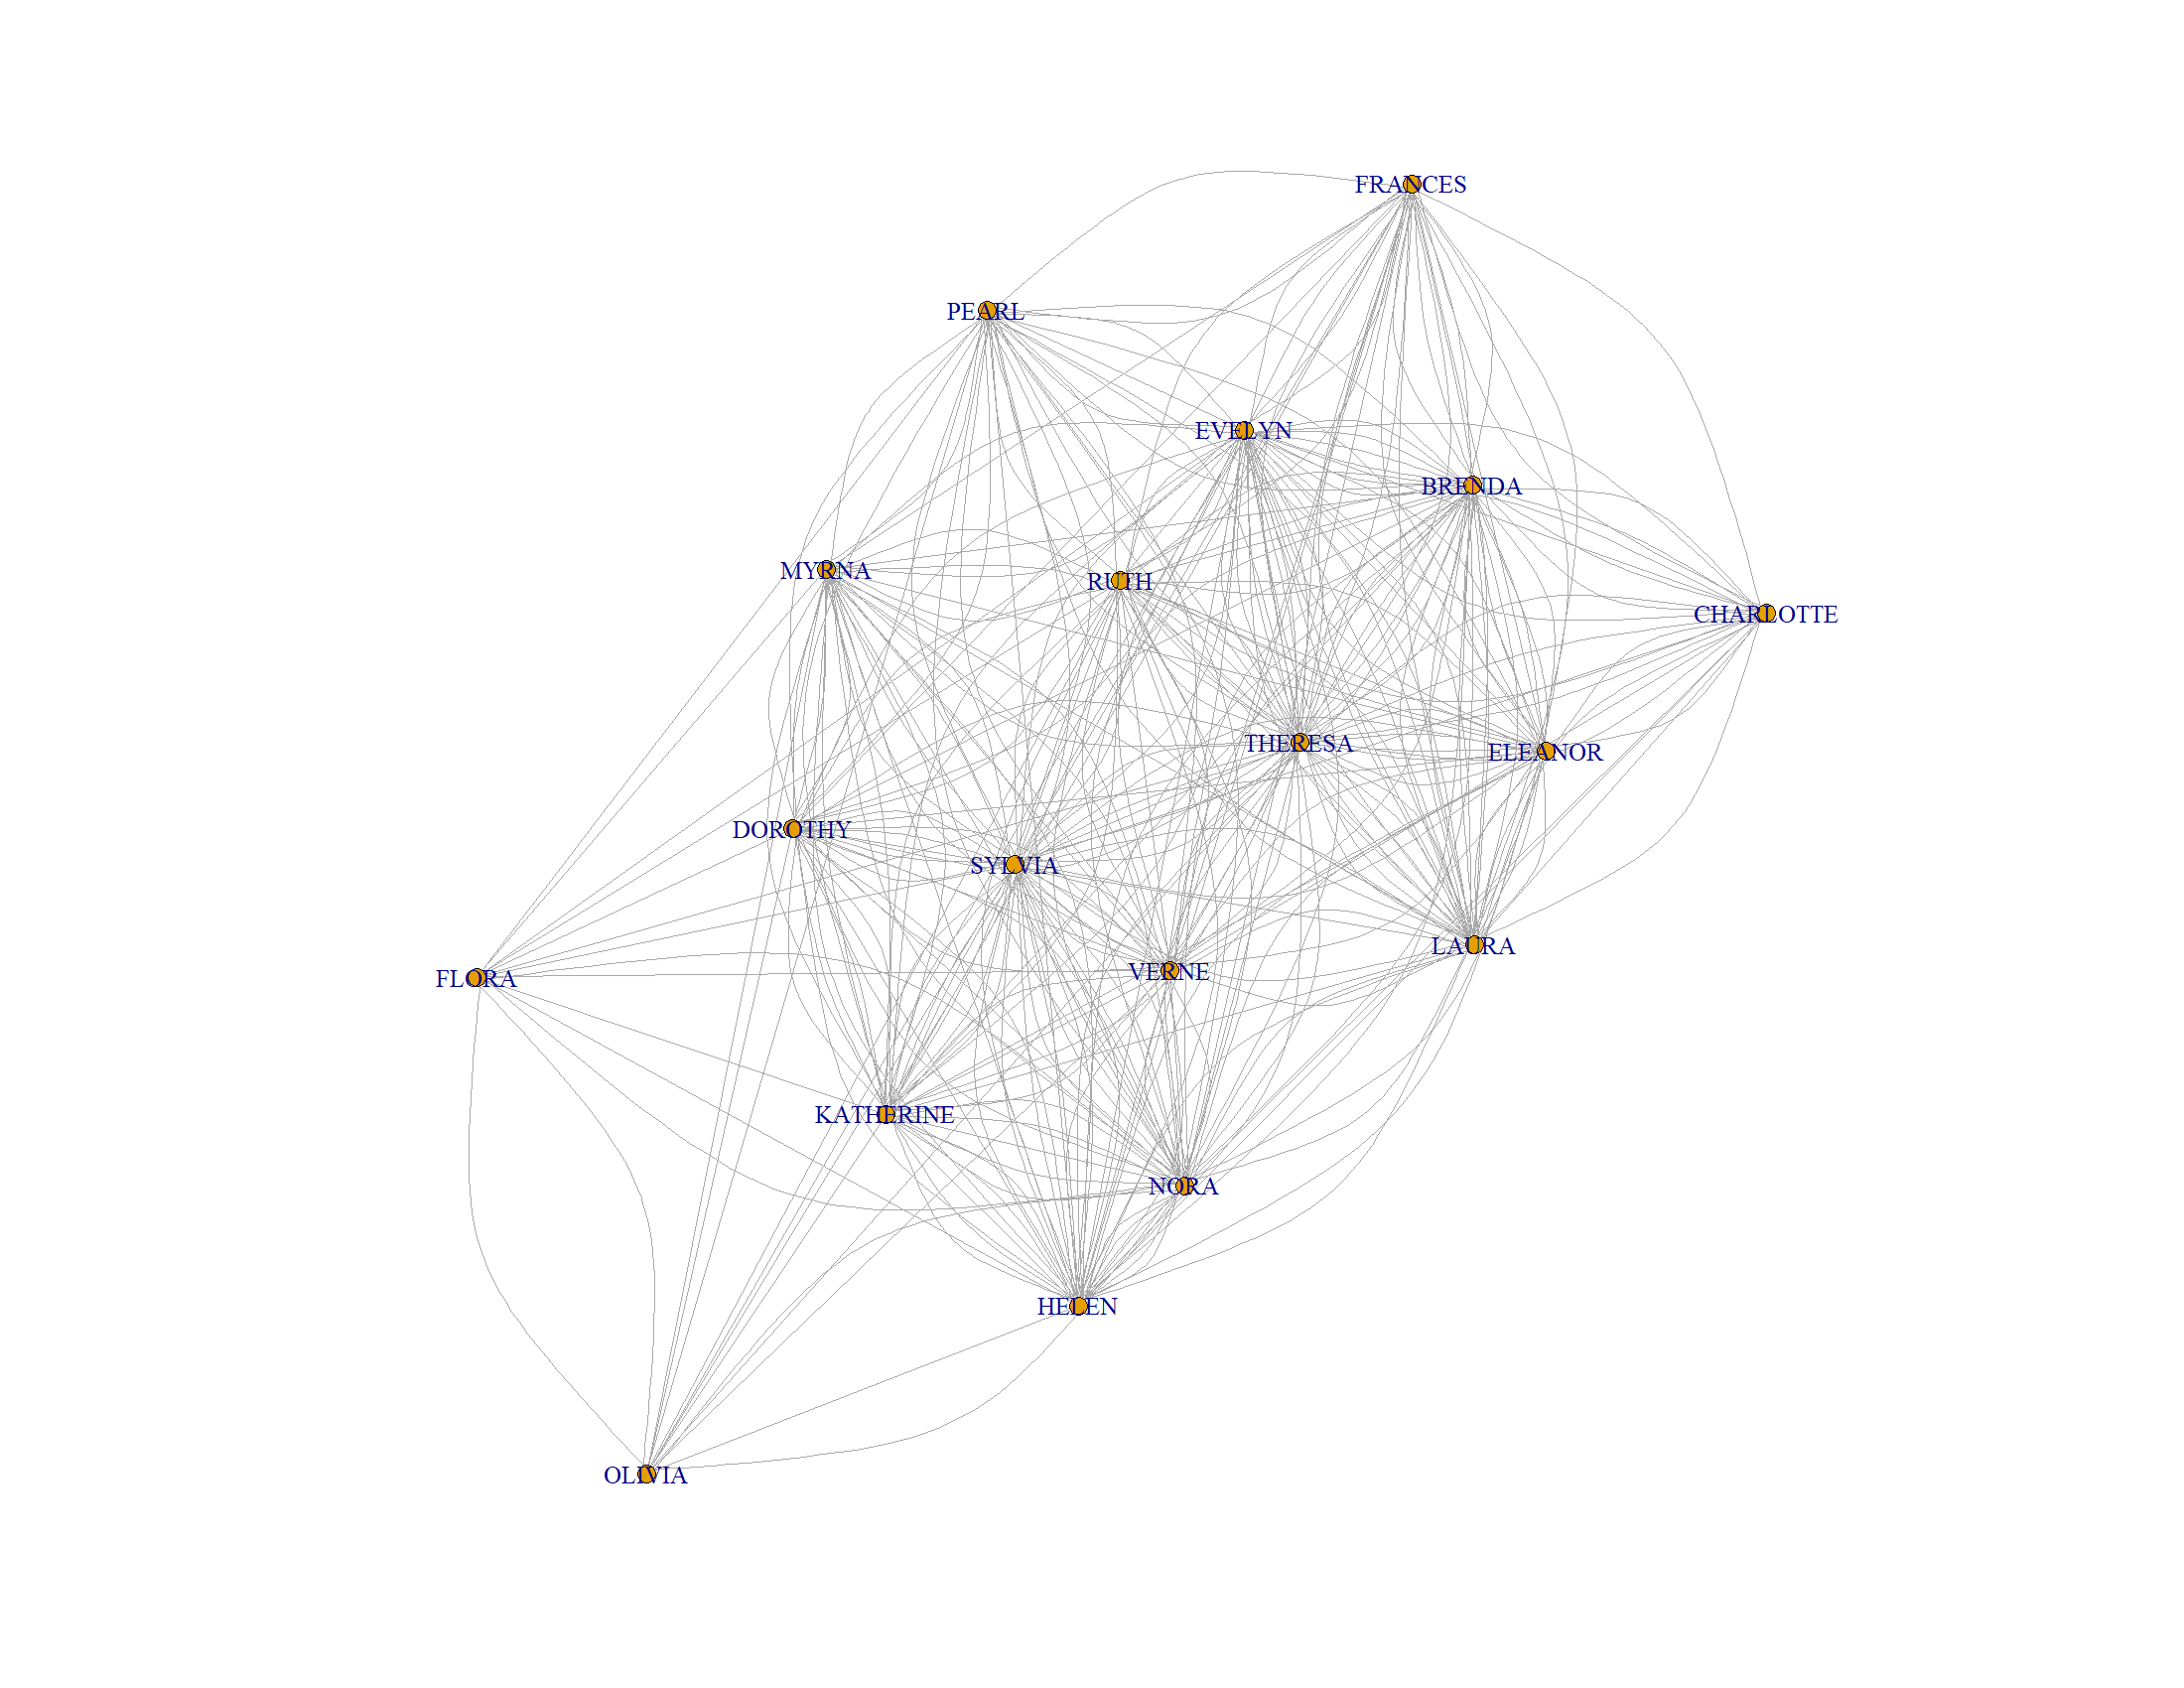 FRANCES
PEARL
EVELYN
BRENDA
MYRNA
RUTH
CHARLOTTE
THERESA
ELEANOR
DOROTHY
SYLVIA
LAURA
VERNE
FLORA
KATHERINE
NORA
HELEN
OLIVIA